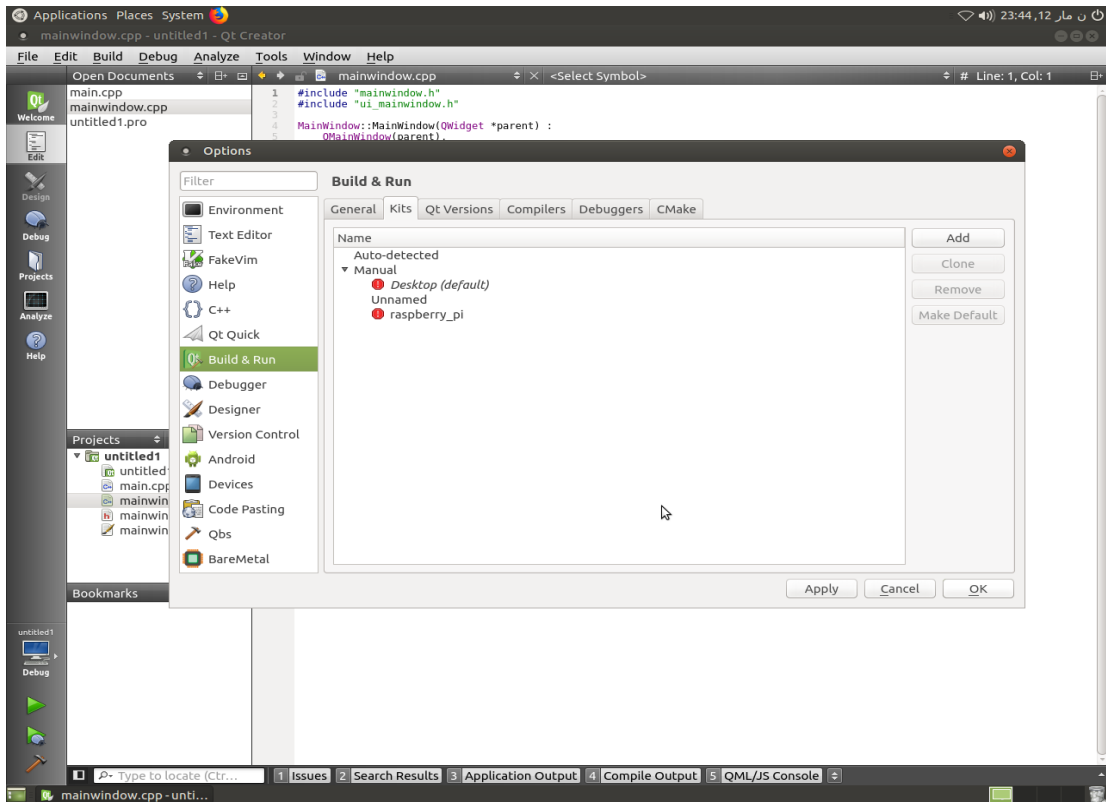 Applications Places System
23:44 ,12 ن مار
mainwindow.cpp - untitled1 - Qt Creator
File Edit Build Debug Analyze Tools Window Help
Open Documents
mainwindow.cpp
<Select Symbol>
# Line: 1, Col: 1
main.cpp
mainwindow.cpp
untitled1.pro
1 #include "mainwindow.h"
2 #include "ui_mainwindow.h"
3
4 MainWindow::MainWindow(QWidget *parent) :
5 QMainWindow(parent),
Welcome
Edit
Design
Debug
Projects
Analyze
Help
Options
Filter
Build & Run
Environment
Text Editor
FakeVim
Help
C++
Qt Quick
Build & Run
Debugger
Designer
Version Control
Android
Devices
Code Pasting
Qbs
BareMetal
General Kits Qt Versions Compilers Debuggers CMake
Name
Auto-detected
Manual
Desktop (default)
Unnamed
raspberry_pi
Add
Clone
Remove
Make Default
Apply Cancel OK
Projects
untitled1
untitled
main.cpp
mainwin
mainwin
mainwin
Bookmarks
untitled1
Debug
Type to locate (Ctr...
1 Issues 2 Search Results 3 Application Output 4 Compile Output 5 QML/JS Console
mainwindow.cpp - unti...